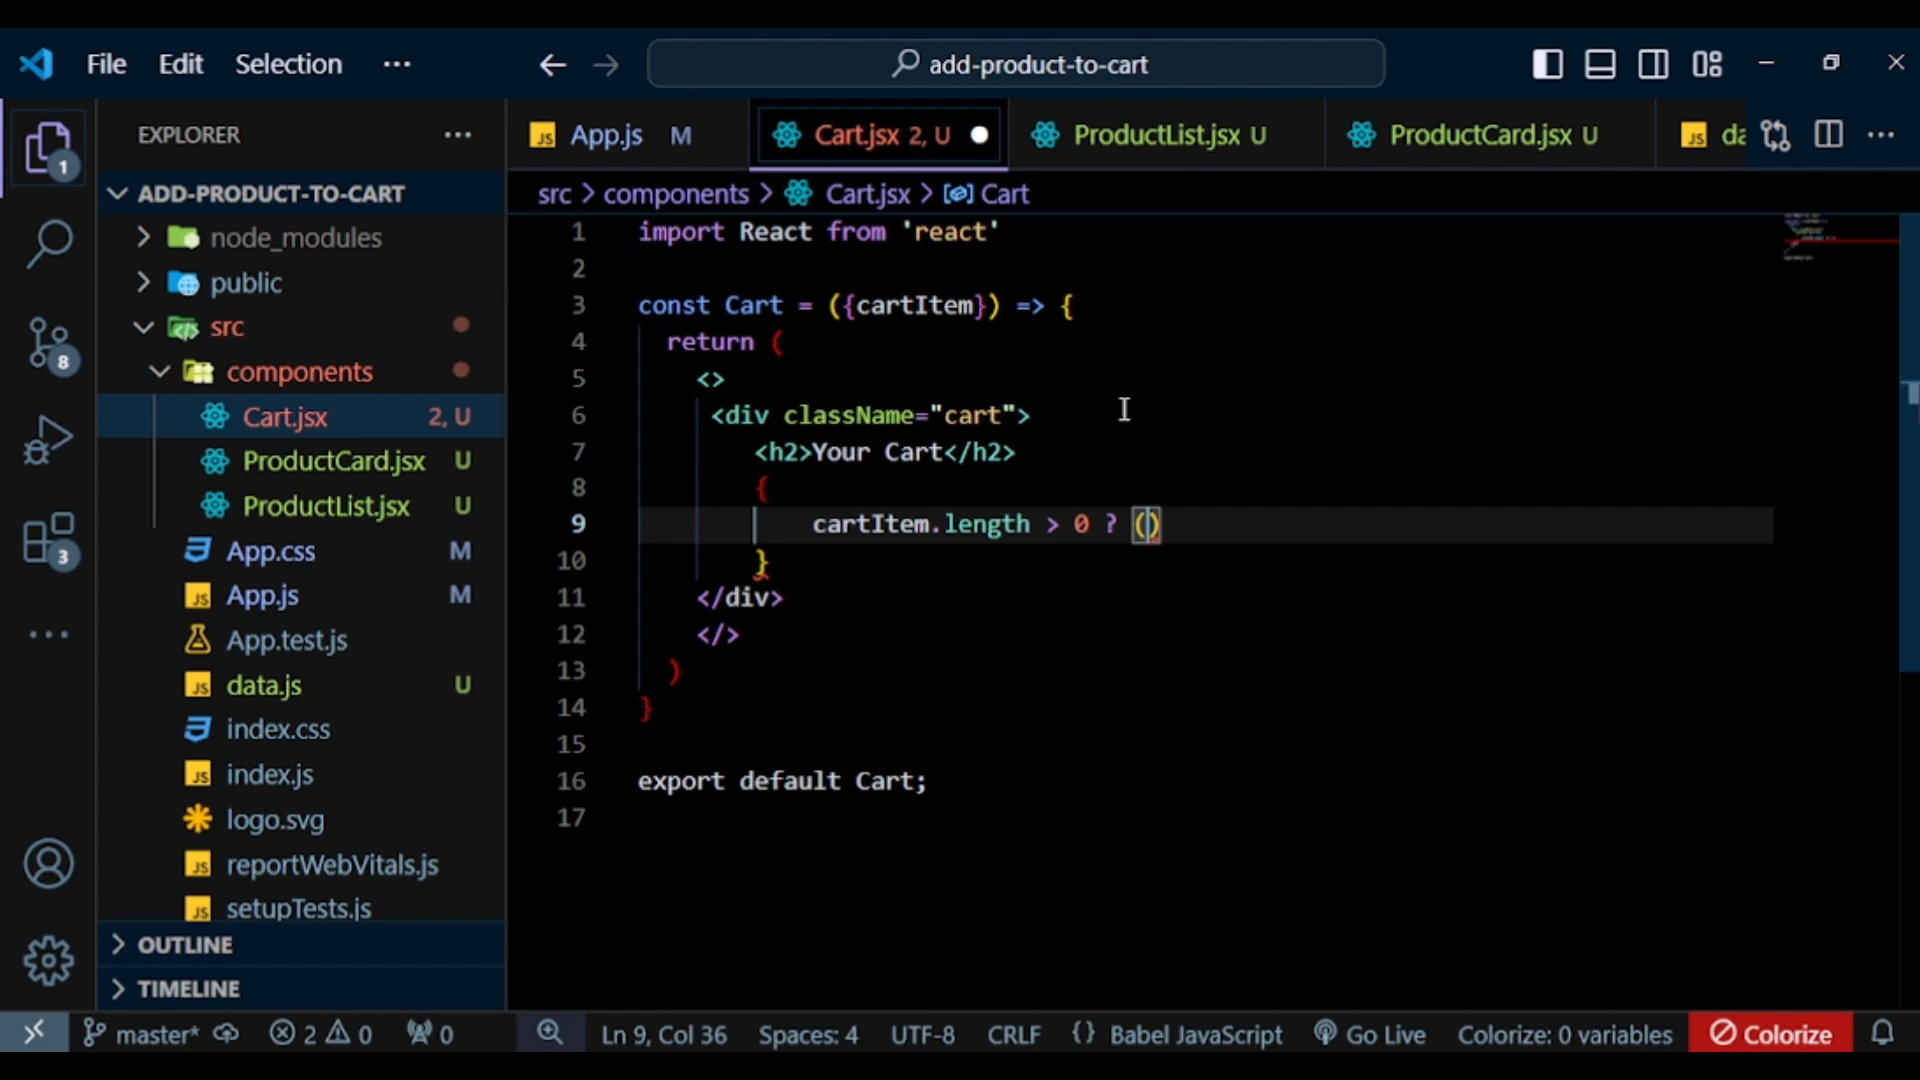 File Edit Selection ···
add-product-to-cart
EXPLORER ···
ADD-PRODUCT-TO-CART
node_modules
public
src
components
Cart.jsx 2, U
ProductCard.jsx U
ProductList.jsx U
App.css M
App.js M
App.test.js
data.js U
index.css
index.js
logo.svg
reportWebVitals.js
setupTests.js
OUTLINE
TIMELINE
1
8
3
JS App.js M
Cart.jsx 2, U
ProductList.jsx U
ProductCard.jsx U
JS da
src > components > Cart.jsx > Cart
1 import React from 'react'
2
3 const Cart = ({cartItem}) => {
4 return (
5 <>
6 <div className="cart">
7 <h2>Your Cart</h2>
8 {
9 cartItem.length > 0 ? ()
10 }
11 </div>
12 </>
13 )
14 }
15
16 export default Cart;
17
master* 2 0 0 Ln 9, Col 36 Spaces: 4 UTF-8 CRLF {} Babel JavaScript Go Live Colorize: 0 variables Colorize